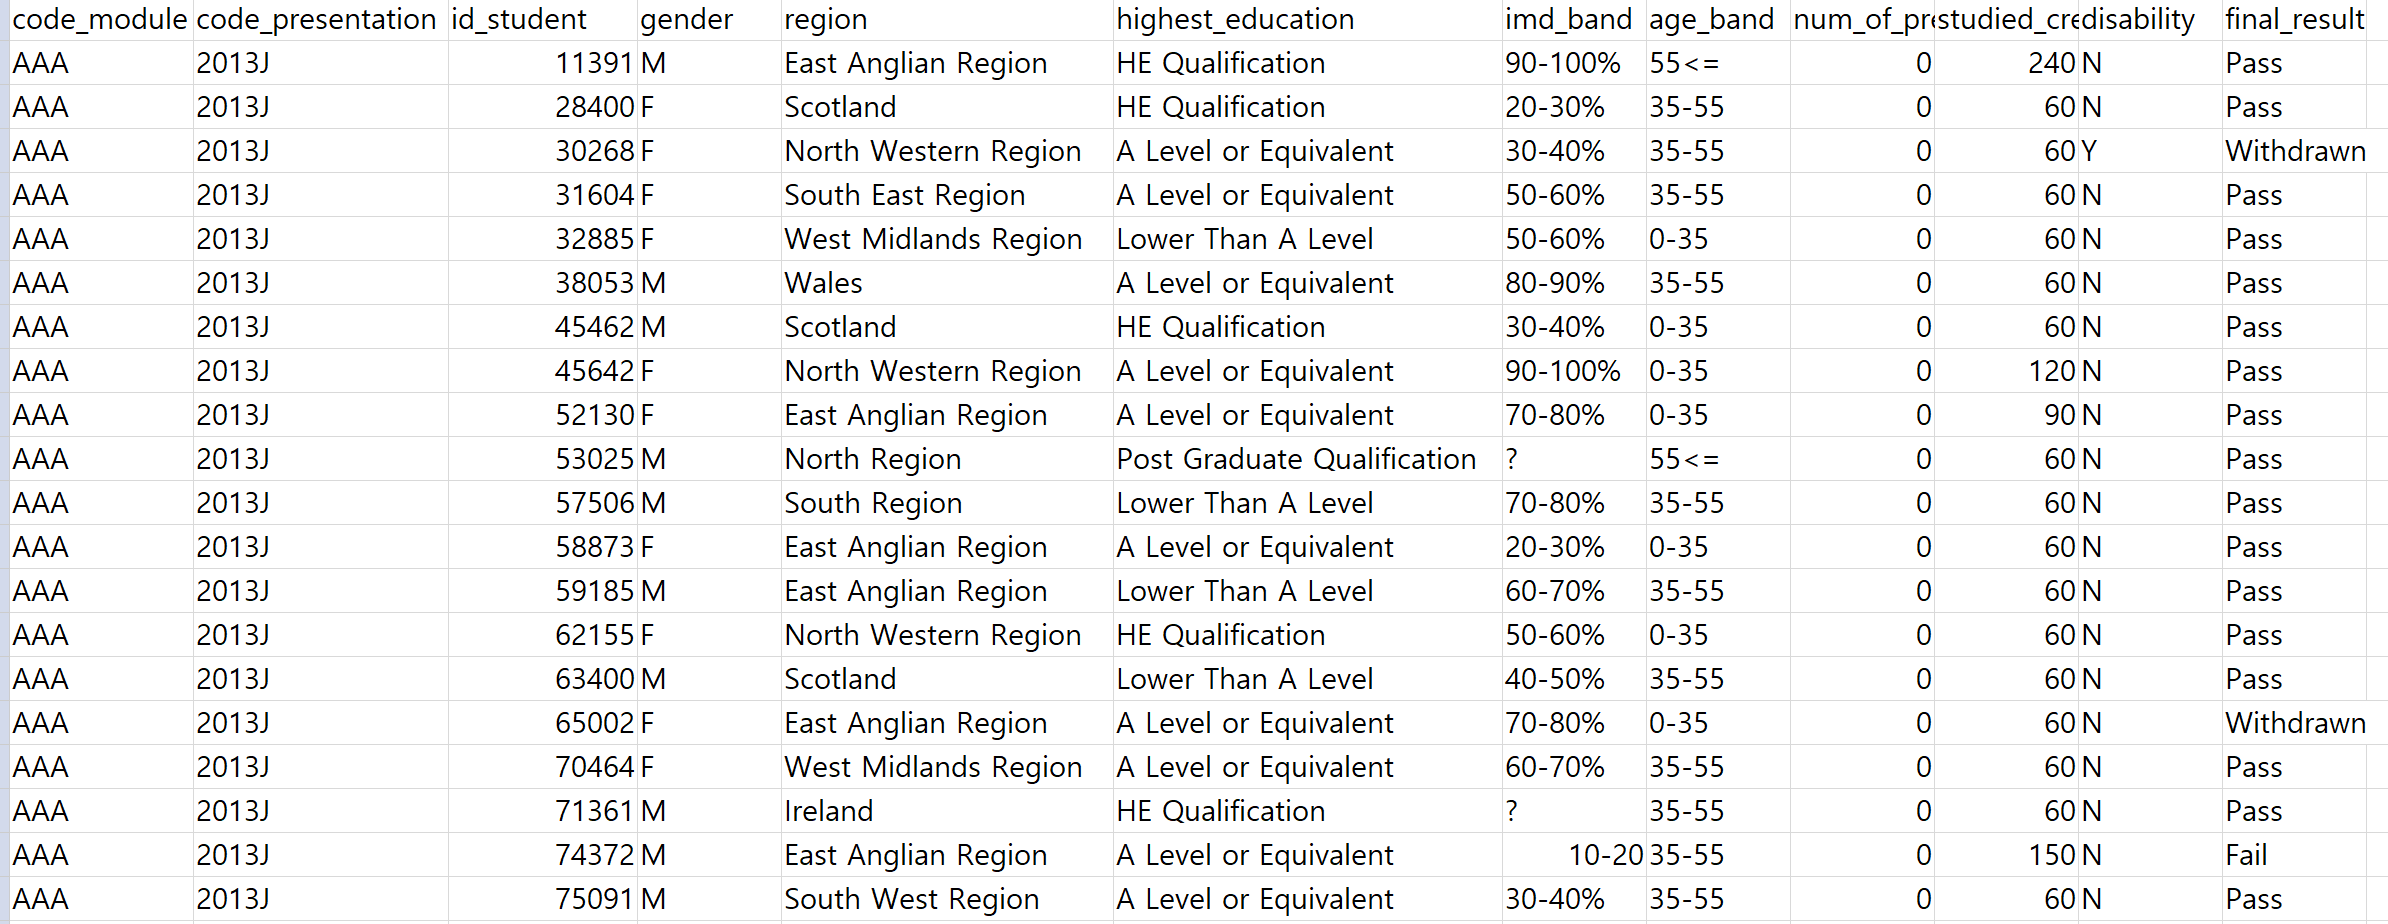 code_module code_presentation id_student gender region highest_education imd_band age_band num_of_pre studied_cre disability final_result
AAA 2013J 11391 M East Anglian Region HE Qualification 90-100% 55<= 0 240 N Pass
AAA 2013J 28400 F Scotland HE Qualification 20-30% 35-55 0 60 N Pass
AAA 2013J 30268 F North Western Region A Level or Equivalent 30-40% 35-55 0 60 Y Withdrawn
AAA 2013J 31604 F South East Region A Level or Equivalent 50-60% 35-55 0 60 N Pass
AAA 2013J 32885 F West Midlands Region Lower Than A Level 50-60% 0-35 0 60 N Pass
AAA 2013J 38053 M Wales A Level or Equivalent 80-90% 35-55 0 60 N Pass
AAA 2013J 45462 M Scotland HE Qualification 30-40% 0-35 0 60 N Pass
AAA 2013J 45642 F North Western Region A Level or Equivalent 90-100% 0-35 0 120 N Pass
AAA 2013J 52130 F East Anglian Region A Level or Equivalent 70-80% 0-35 0 90 N Pass
AAA 2013J 53025 M North Region Post Graduate Qualification ? 55<= 0 60 N Pass
AAA 2013J 57506 M South Region Lower Than A Level 70-80% 35-55 0 60 N Pass
AAA 2013J 58873 F East Anglian Region A Level or Equivalent 20-30% 0-35 0 60 N Pass
AAA 2013J 59185 M East Anglian Region Lower Than A Level 60-70% 35-55 0 60 N Pass
AAA 2013J 62155 F North Western Region HE Qualification 50-60% 0-35 0 60 N Pass
AAA 2013J 63400 M Scotland Lower Than A Level 40-50% 35-55 0 60 N Pass
AAA 2013J 65002 F East Anglian Region A Level or Equivalent 70-80% 0-35 0 60 N Withdrawn
AAA 2013J 70464 F West Midlands Region A Level or Equivalent 60-70% 35-55 0 60 N Pass
AAA 2013J 71361 M Ireland HE Qualification ? 35-55 0 60 N Pass
AAA 2013J 74372 M East Anglian Region A Level or Equivalent 10-20 35-55 0 150 N Fail
AAA 2013J 75091 M South West Region A Level or Equivalent 30-40% 35-55 0 60 N Pass